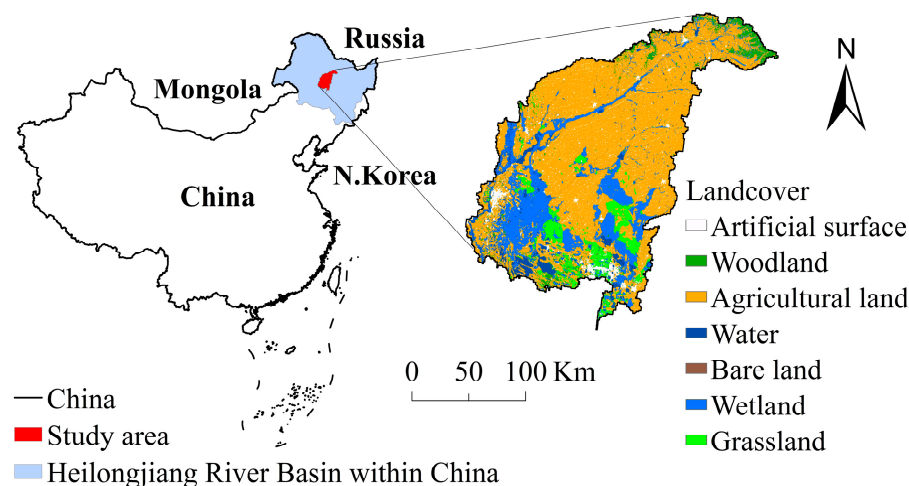 Russia
Mongola
N.Korea
China
N
Landcover
Artificial surface
Woodland
Agricultural land
Water
Barc land
Wetland
Grassland
0 50 100 Km
China
Study area
Heilongjiang River Basin within China